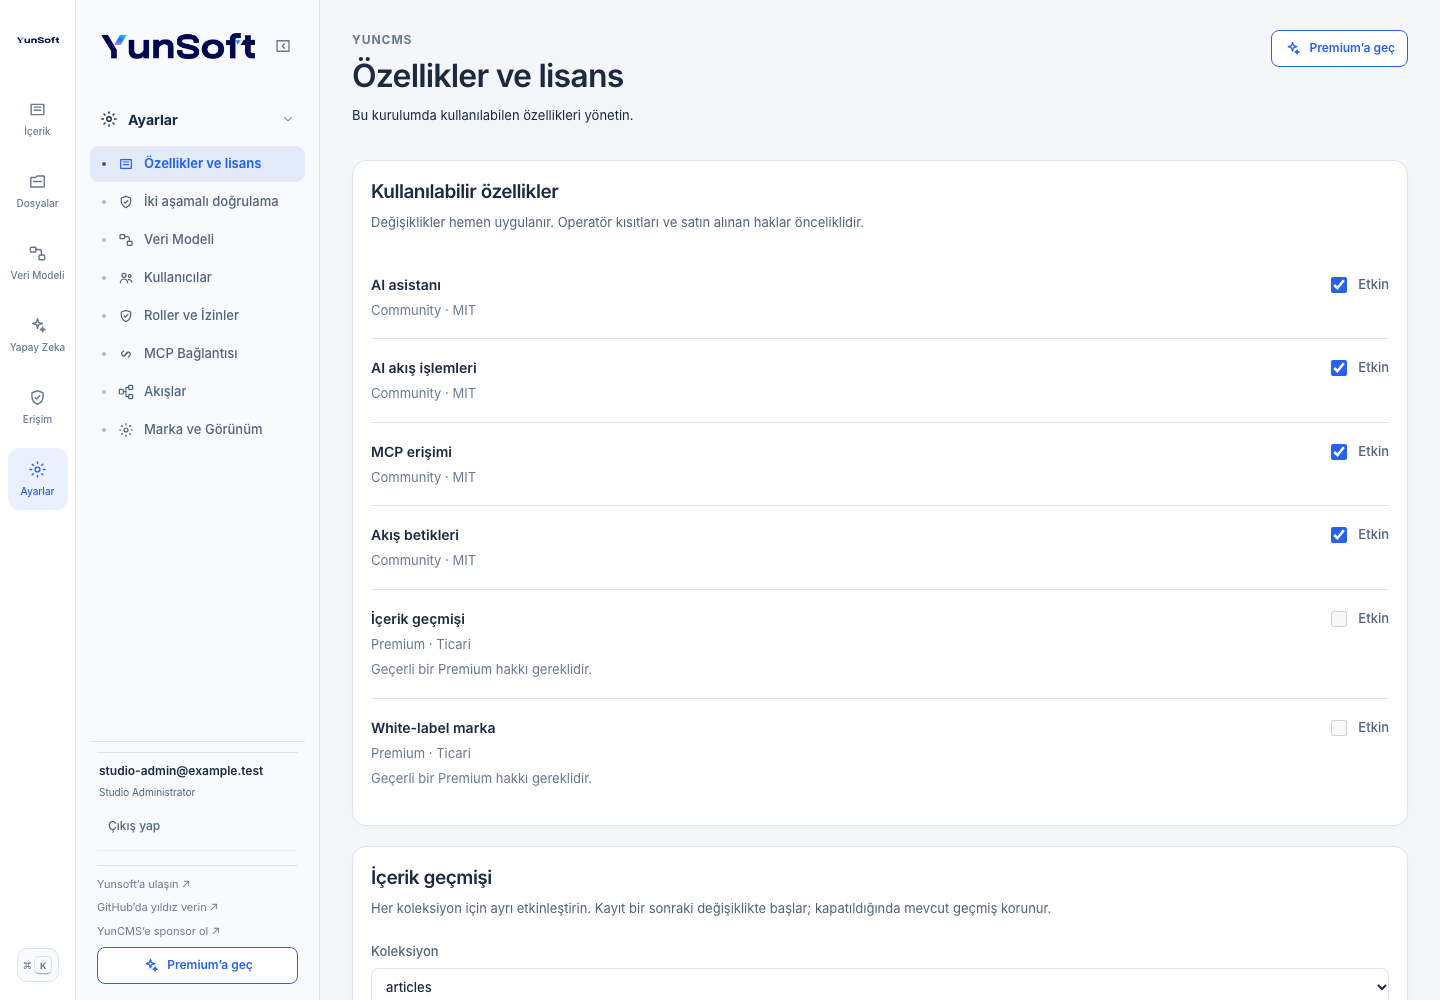 YunSoft
İçerik
Dosyalar
Veri Modeli
Yapay Zeka
Erişim
Ayarlar
⌘ K
YunSoft
Ayarlar
Özellikler ve lisans
İki aşamalı doğrulama
Veri Modeli
Kullanıcılar
Roller ve İzinler
MCP Bağlantısı
Akışlar
Marka ve Görünüm
studio-admin@example.test
Studio Administrator
Çıkış yap
Yunsoft’a ulaşın ↗
GitHub’da yıldız verin ↗
YunCMS’e sponsor ol ↗
Premium’a geç
YUNCMS
Özellikler ve lisans
Bu kurulumda kullanılabilen özellikleri yönetin.
Premium’a geç
Kullanılabilir özellikler
Değişiklikler hemen uygulanır. Operatör kısıtları ve satın alınan haklar önceliklidir.
AI asistanı
Etkin
Community · MIT
AI akış işlemleri
Etkin
Community · MIT
MCP erişimi
Etkin
Community · MIT
Akış betikleri
Etkin
Community · MIT
İçerik geçmişi
Etkin
Premium · Ticari
Geçerli bir Premium hakkı gereklidir.
White-label marka
Etkin
Premium · Ticari
Geçerli bir Premium hakkı gereklidir.
İçerik geçmişi
Her koleksiyon için ayrı etkinleştirin. Kayıt bir sonraki değişiklikte başlar; kapatıldığında mevcut geçmiş korunur.
Koleksiyon
articles